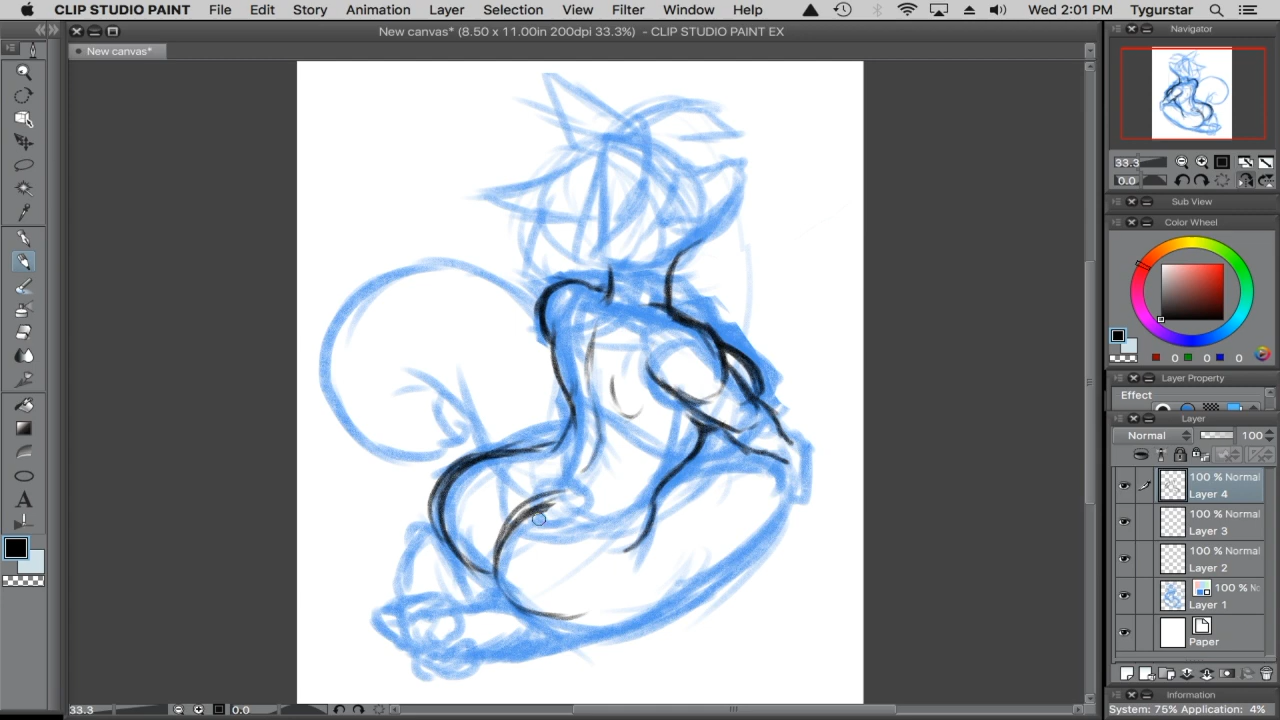 CLIP STUDIO PAINT File Edit Story Animation Layer Selection View Filter Window Help Wed 2:01 PM Tygurstar
New canvas* (8.50 x 11.00in 200dpi 33.3%) - CLIP STUDIO PAINT EX
New canvas*
Navigator
33.3
0.0
Sub View
Color Wheel
0 0 0
Layer Property
Effect
Layer
Normal 100
100 % Normal
Layer 4
100 % Normal
Layer 3
100 % Normal
Layer 2
100 % Nc
Layer 1
Paper
Information
System: 75% Application: 4%
33.3 0.0